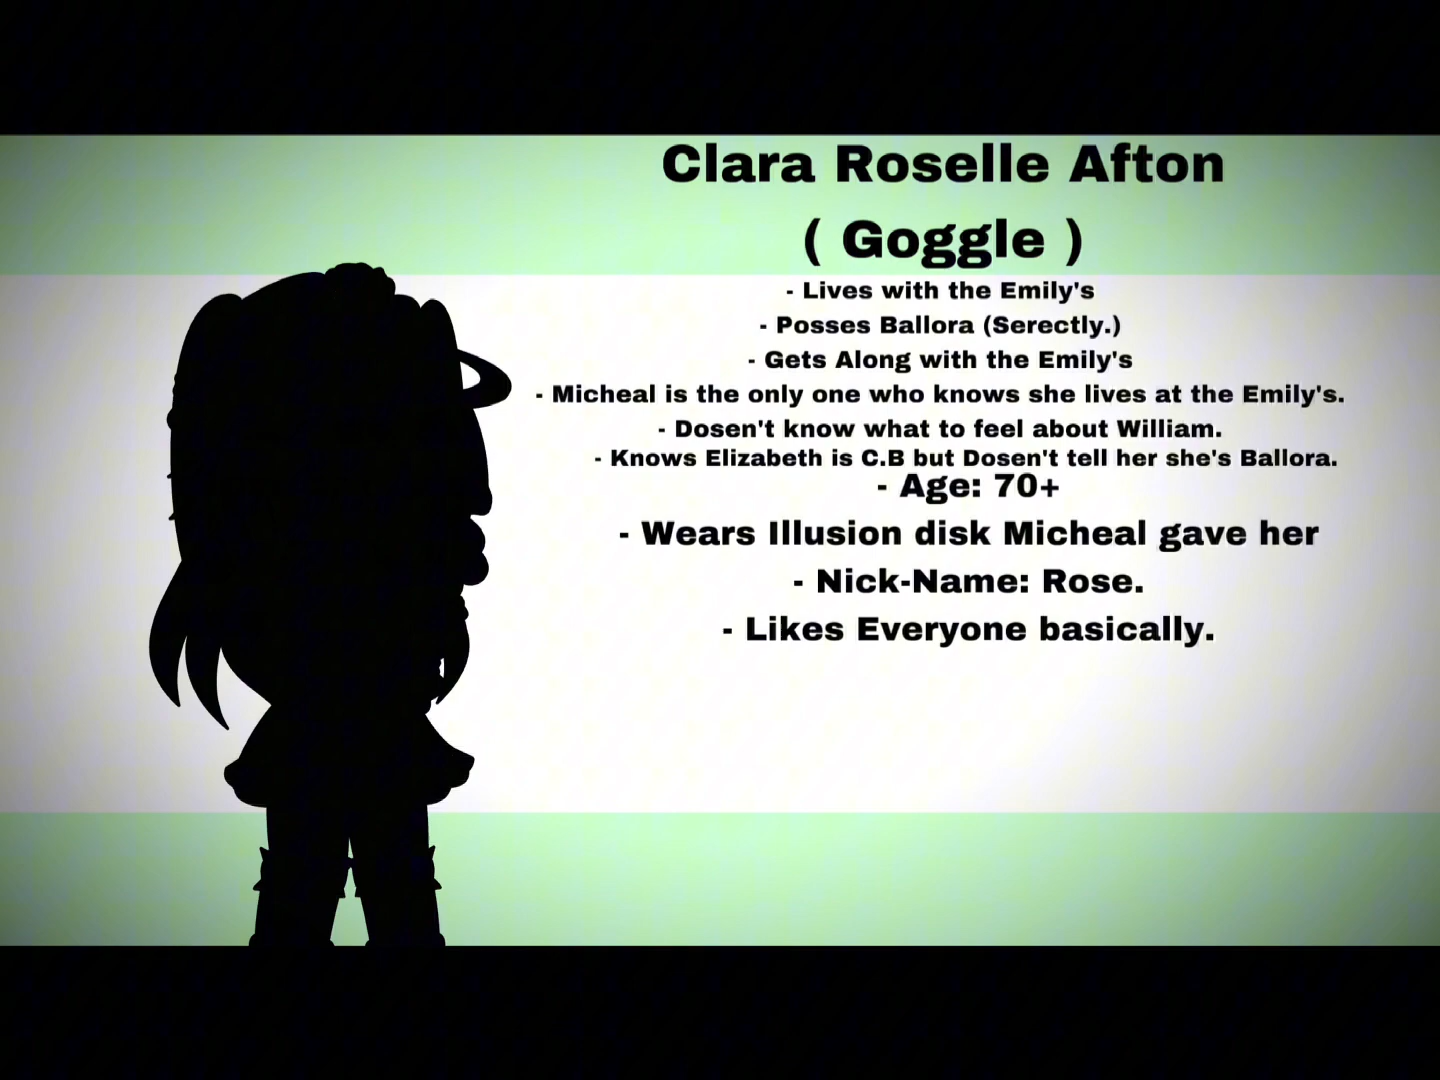 Clara Roselle Afton
( Goggle )
- Lives with the Emily's
- Posses Ballora (Serectly.)
- Gets Along with the Emily's
- Micheal is the only one who knows she lives at the Emily's.
- Dosen't know what to feel about William.
- Knows Elizabeth is C.B but Dosen't tell her she's Ballora.
- Age: 70+
- Wears Illusion disk Micheal gave her
- Nick-Name: Rose.
- Likes Everyone basically.